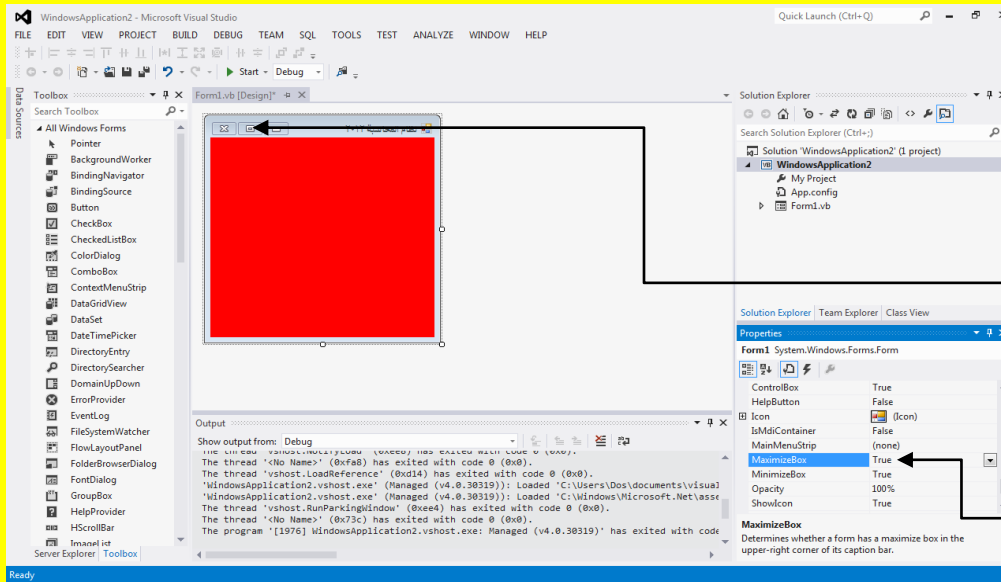 WindowsApplication2 - Microsoft Visual Studio
Quick Launch (Ctrl+Q)
FILE EDIT VIEW PROJECT BUILD DEBUG TEAM SQL TOOLS TEST ANALYZE WINDOW HELP
Start Debug
Data Sources
Toolbox
Search Toolbox
All Windows Forms
Pointer
BackgroundWorker
BindingNavigator
BindingSource
Button
CheckBox
CheckedListBox
ColorDialog
ComboBox
ContextMenuStrip
DataGridView
DataSet
DateTimePicker
DirectoryEntry
DirectorySearcher
DomainUpDown
ErrorProvider
EventLog
FileSystemWatcher
FlowLayoutPanel
FolderBrowserDialog
FontDialog
GroupBox
HelpProvider
HScrollBar
ImageList
Server Explorer Toolbox
Form1.vb [Design]*
Output
Show output from: Debug
The thread 'vshost.NotifyLoad' has exited with code 0 (0x0).
The thread '<No Name>' (0xfa8) has exited with code 0 (0x0).
The thread 'vshost.LoadReference' (0xd14) has exited with code 0 (0x0).
'WindowsApplication2.vshost.exe' (Managed (v4.0.30319)): Loaded 'C:\Users\Dos\documents\visual
'WindowsApplication2.vshost.exe' (Managed (v4.0.30319)): Loaded 'C:\Windows\Microsoft.Net\asse
The thread 'vshost.RunParkingWindow' (0xee4) has exited with code 0 (0x0).
The thread '<No Name>' (0x73c) has exited with code 0 (0x0).
The program '[1976] WindowsApplication2.vshost.exe: Managed (v4.0.30319)' has exited with code
Solution Explorer
Search Solution Explorer (Ctrl+;)
Solution 'WindowsApplication2' (1 project)
WindowsApplication2
My Project
App.config
Form1.vb
Solution Explorer Team Explorer Class View
Properties
Form1 System.Windows.Forms.Form
ControlBox True
HelpButton False
Icon (Icon)
IsMdiContainer False
MainMenuStrip (none)
MaximizeBox True
MinimizeBox True
Opacity 100%
ShowIcon True
MaximizeBox
Determines whether a form has a maximize box in the
upper-right corner of its caption bar.
Ready